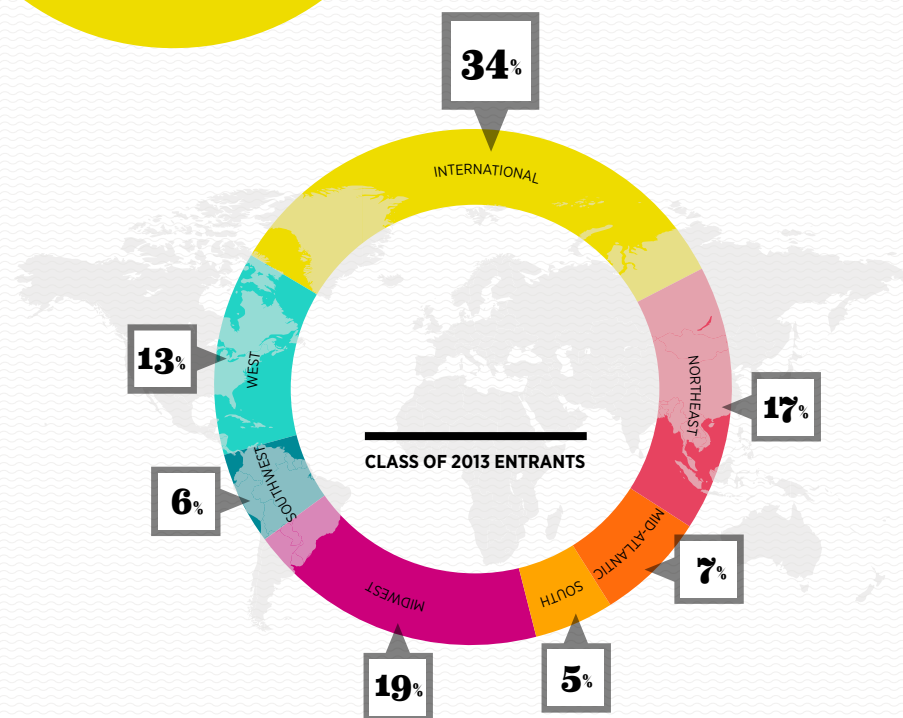 34%
INTERNATIONAL
13%
WEST
NORTHEAST
17%
CLASS OF 2013 ENTRANTS
6%
SOUTHWEST
MID-ATLANTIC
7%
MIDWEST
SOUTH
19%
5%